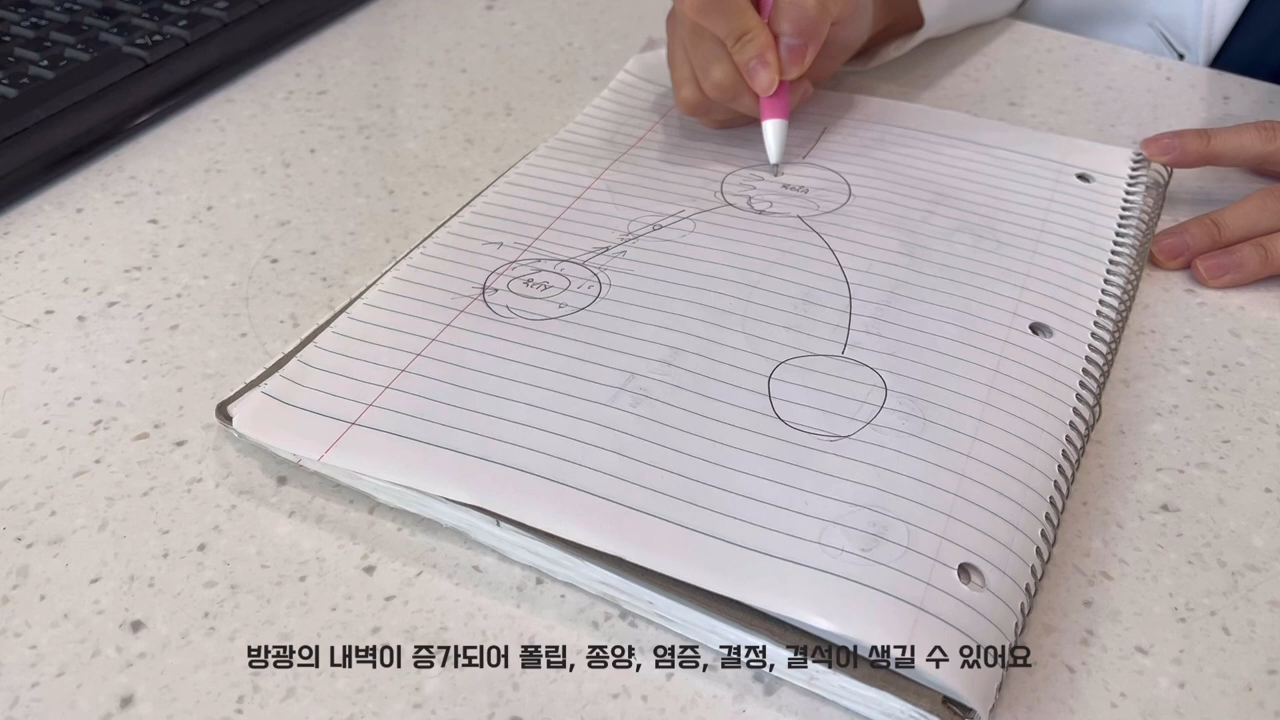 방광의 내벽이 증가되어 폴립, 종양, 염증, 결정, 결석이 생길 수 있어요